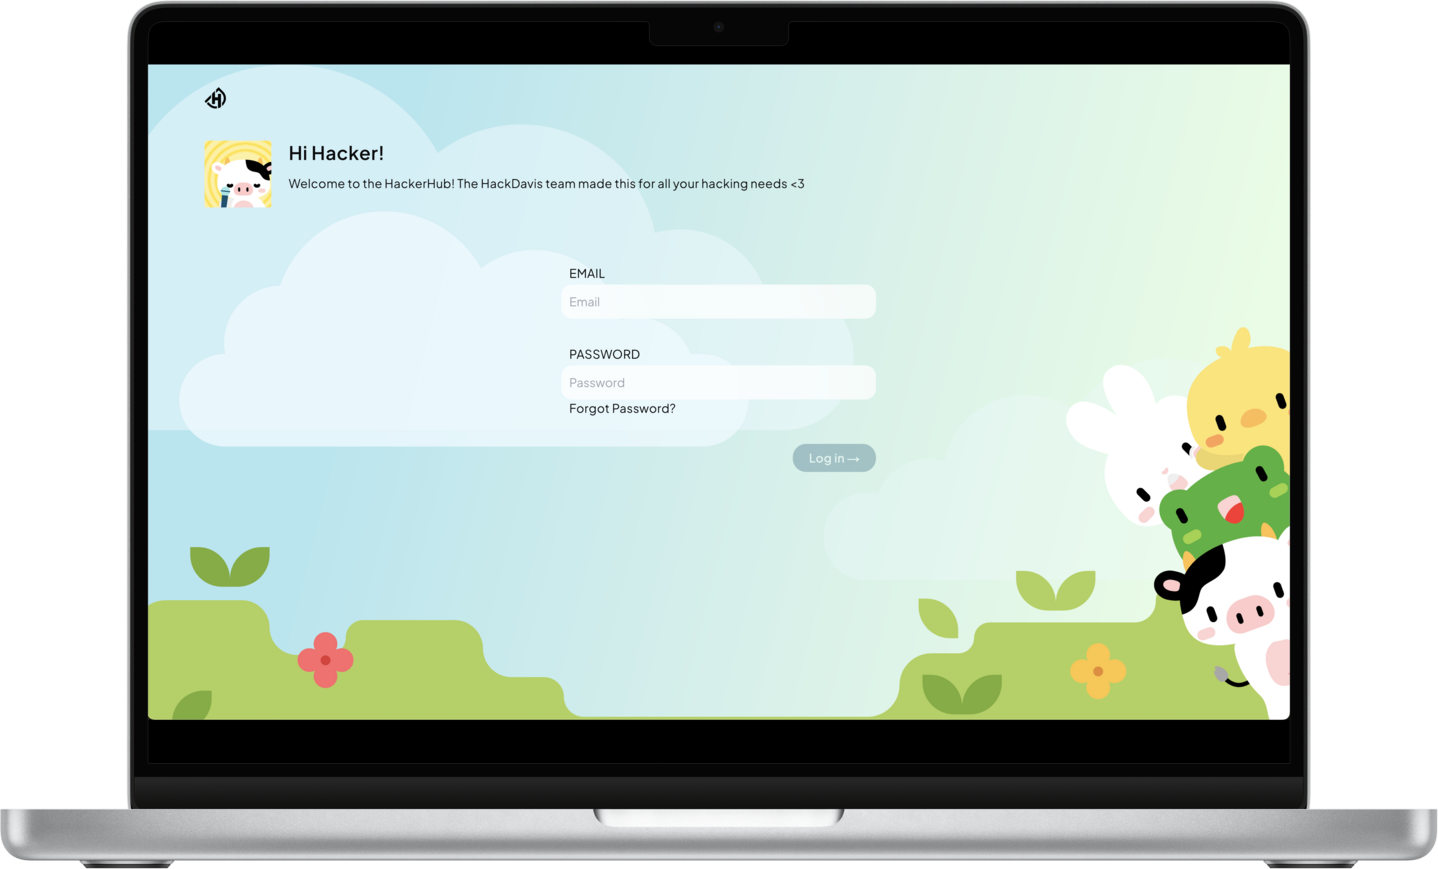 Hi Hacker!
Welcome to the HackerHub! The HackDavis team made this for all your hacking needs <3
EMAIL
Email
PASSWORD
Password
Forgot Password?
Log in →